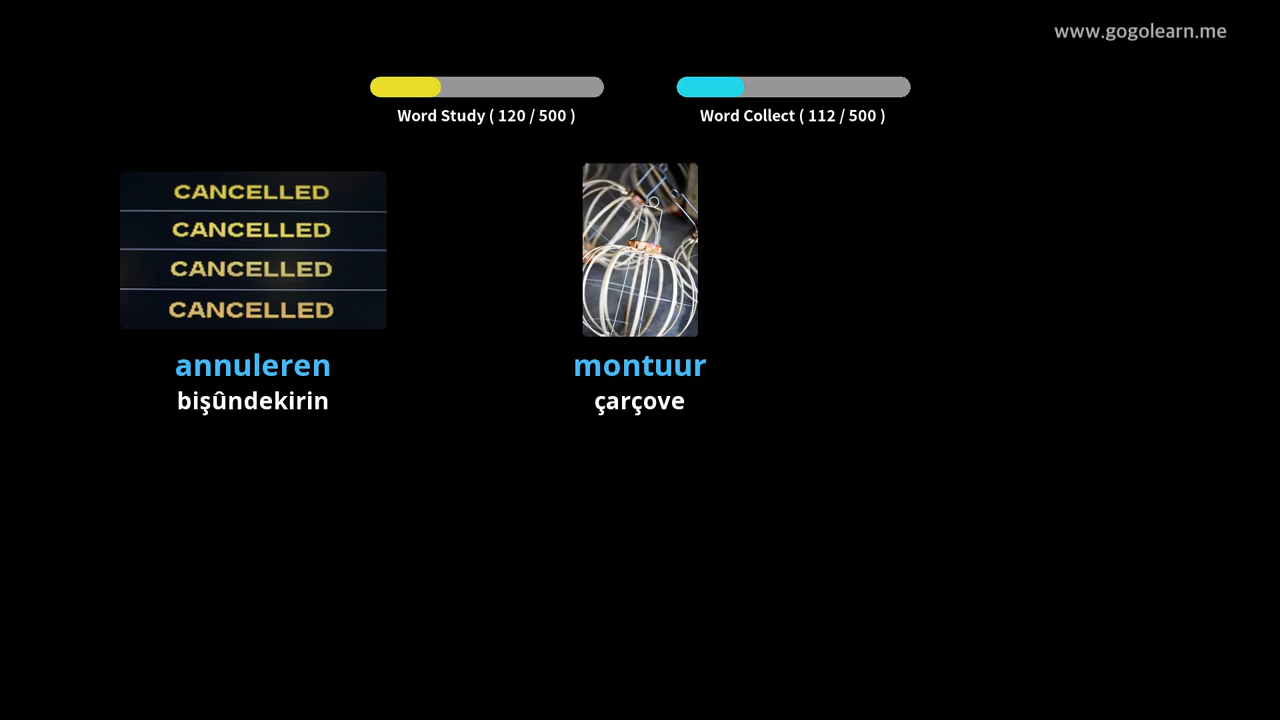 www.gogolearn.me
Word Study ( 120 / 500 )
Word Collect ( 112 / 500 )
CANCELLED
CANCELLED
CANCELLED
CANCELLED
annuleren
bişûndekirin
montuur
çarçove